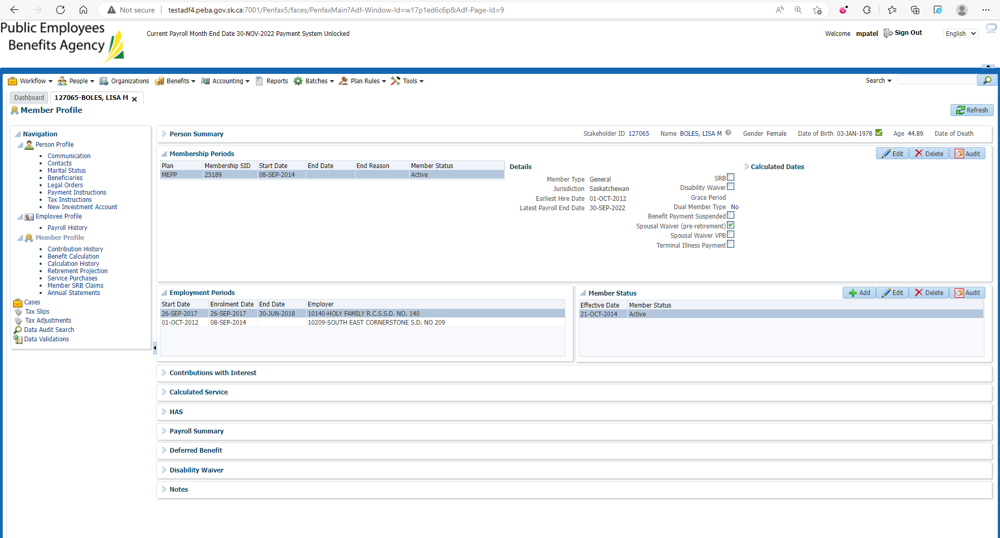 Not secure
testadf4.peba.gov.sk.ca:7001/Penfax5/faces/PenfaxMain?Adf-Window-Id=w17p1ed6c6p&Adf-Page-Id=9
Public Employees
Benefits Agency
Current Payroll Month End Date 30-NOV-2022 Payment System Unlocked
Welcome mpatel Sign Out English
Workflow People Organizations Benefits Accounting Reports Batches Plan Rules Tools Search
Dashboard 127065-BOLES, LISA M
Member Profile
Refresh
Navigation
Person Profile
Communication
Contacts
Marital Status
Beneficiaries
Legal Orders
Payment Instructions
Tax Instructions
New Investment Account
Employee Profile
Payroll History
Member Profile
Contribution History
Benefit Calculation
Calculation History
Retirement Projection
Service Purchases
Member SRB Claims
Annual Statements
Cases
Tax Slips
Tax Adjustments
Data Audit Search
Data Validations
Person Summary Stakeholder ID 127065 Name BOLES, LISA M Gender Female Date of Birth 03-JAN-1978 Age 44.89 Date of Death
Membership Periods Edit Delete Audit
Plan Membership SID Start Date End Date End Reason Member Status
MEPP 25189 08-SEP-2014 Active
Details
Member Type General
Jurisdiction Saskatchewan
Earliest Hire Date 01-OCT-2012
Latest Payroll End Date 30-SEP-2022
SRB
Disability Waiver
Grace Period
Dual Member Type No
Benefit Payment Suspended
Spousal Waiver (pre-retirement)
Spousal Waiver VPB
Terminal Illness Payment
Calculated Dates
Employment Periods
Start Date Enrolment Date End Date Employer
26-SEP-2017 26-SEP-2017 30-JUN-2018 10140-HOLY FAMILY R.C.S.S.D. NO. 140
01-OCT-2012 08-SEP-2014 10209-SOUTH EAST CORNERSTONE S.D. NO 209
Member Status Add Edit Delete Audit
Effective Date Member Status
21-OCT-2014 Active
Contributions with Interest
Calculated Service
HAS
Payroll Summary
Deferred Benefit
Disability Waiver
Notes